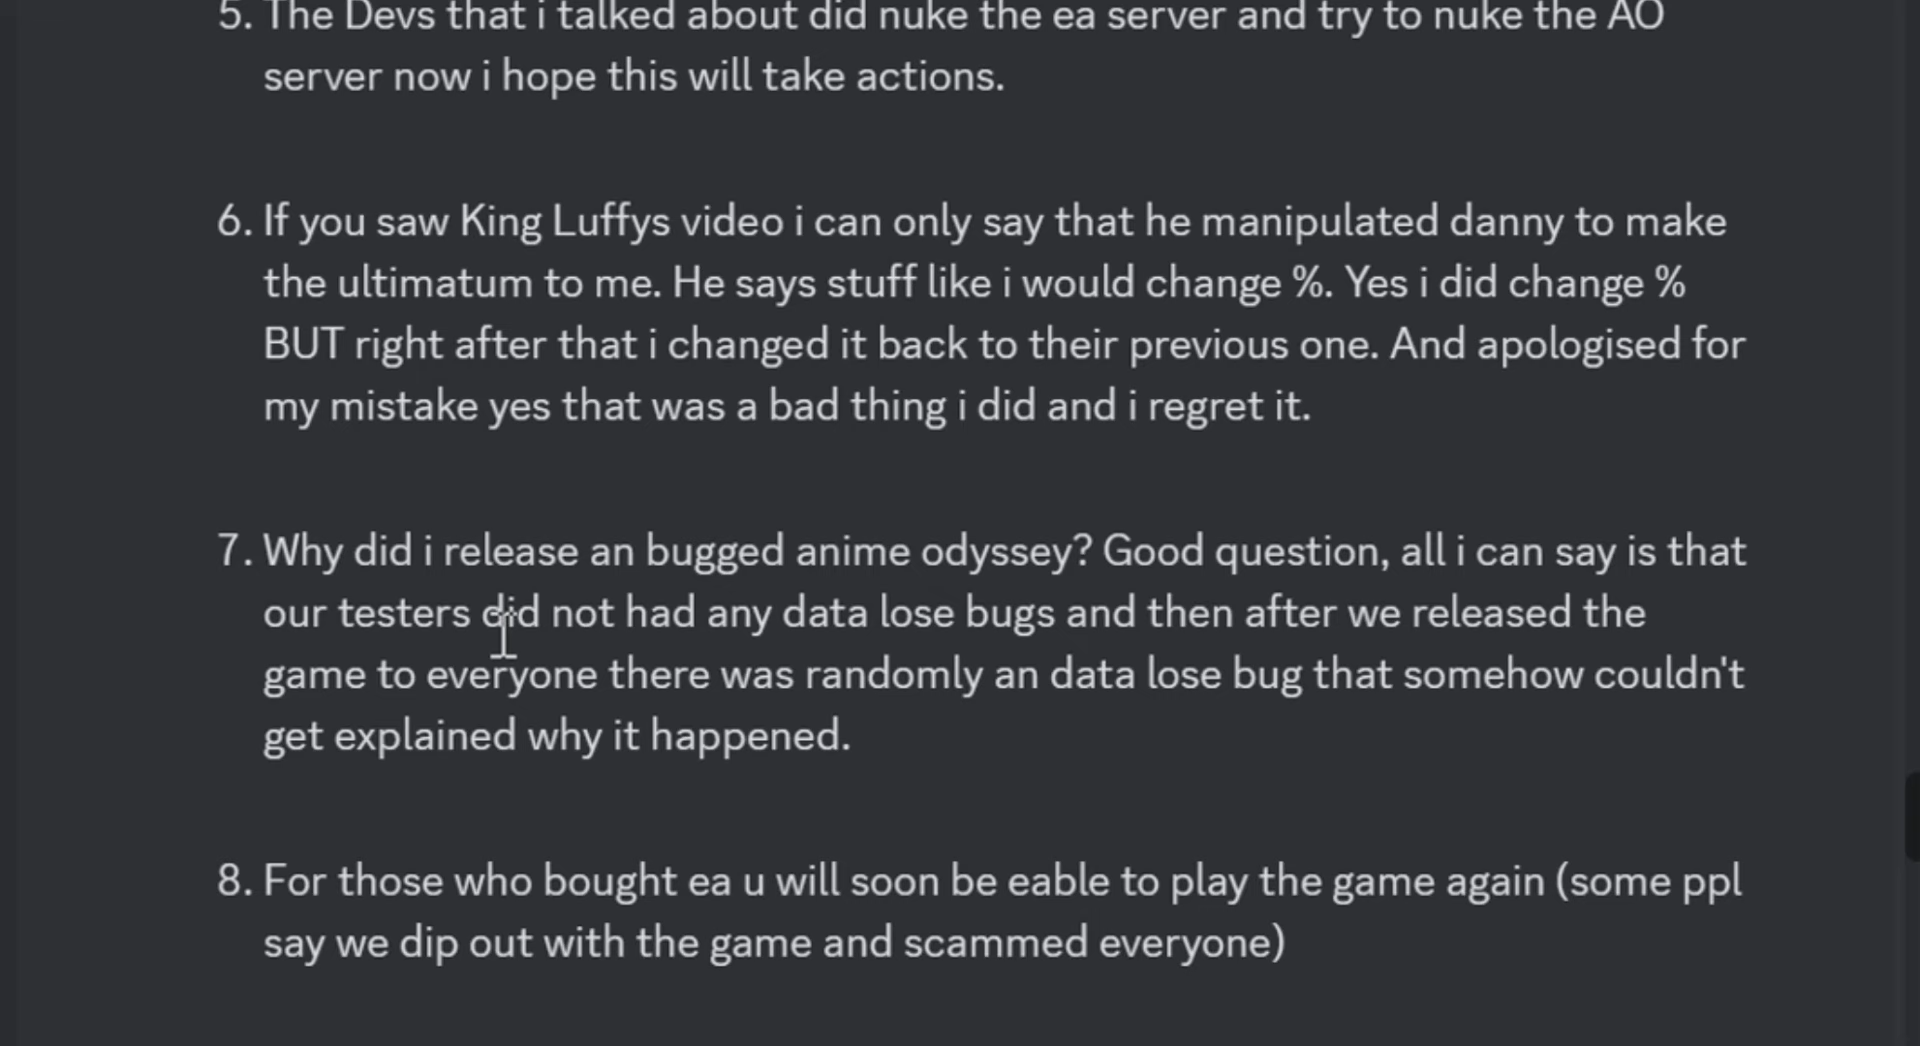 5. The Devs that i talked about did nuke the ea server and try to nuke the AO
server now i hope this will take actions.
6. If you saw King Luffys video i can only say that he manipulated danny to make
the ultimatum to me. He says stuff like i would change %. Yes i did change %
BUT right after that i changed it back to their previous one. And apologised for
my mistake yes that was a bad thing i did and i regret it.
7. Why did i release an bugged anime odyssey? Good question, all i can say is that
our testers did not had any data lose bugs and then after we released the
game to everyone there was randomly an data lose bug that somehow couldn't
get explained why it happened.
8. For those who bought ea u will soon be eable to play the game again (some ppl
say we dip out with the game and scammed everyone)